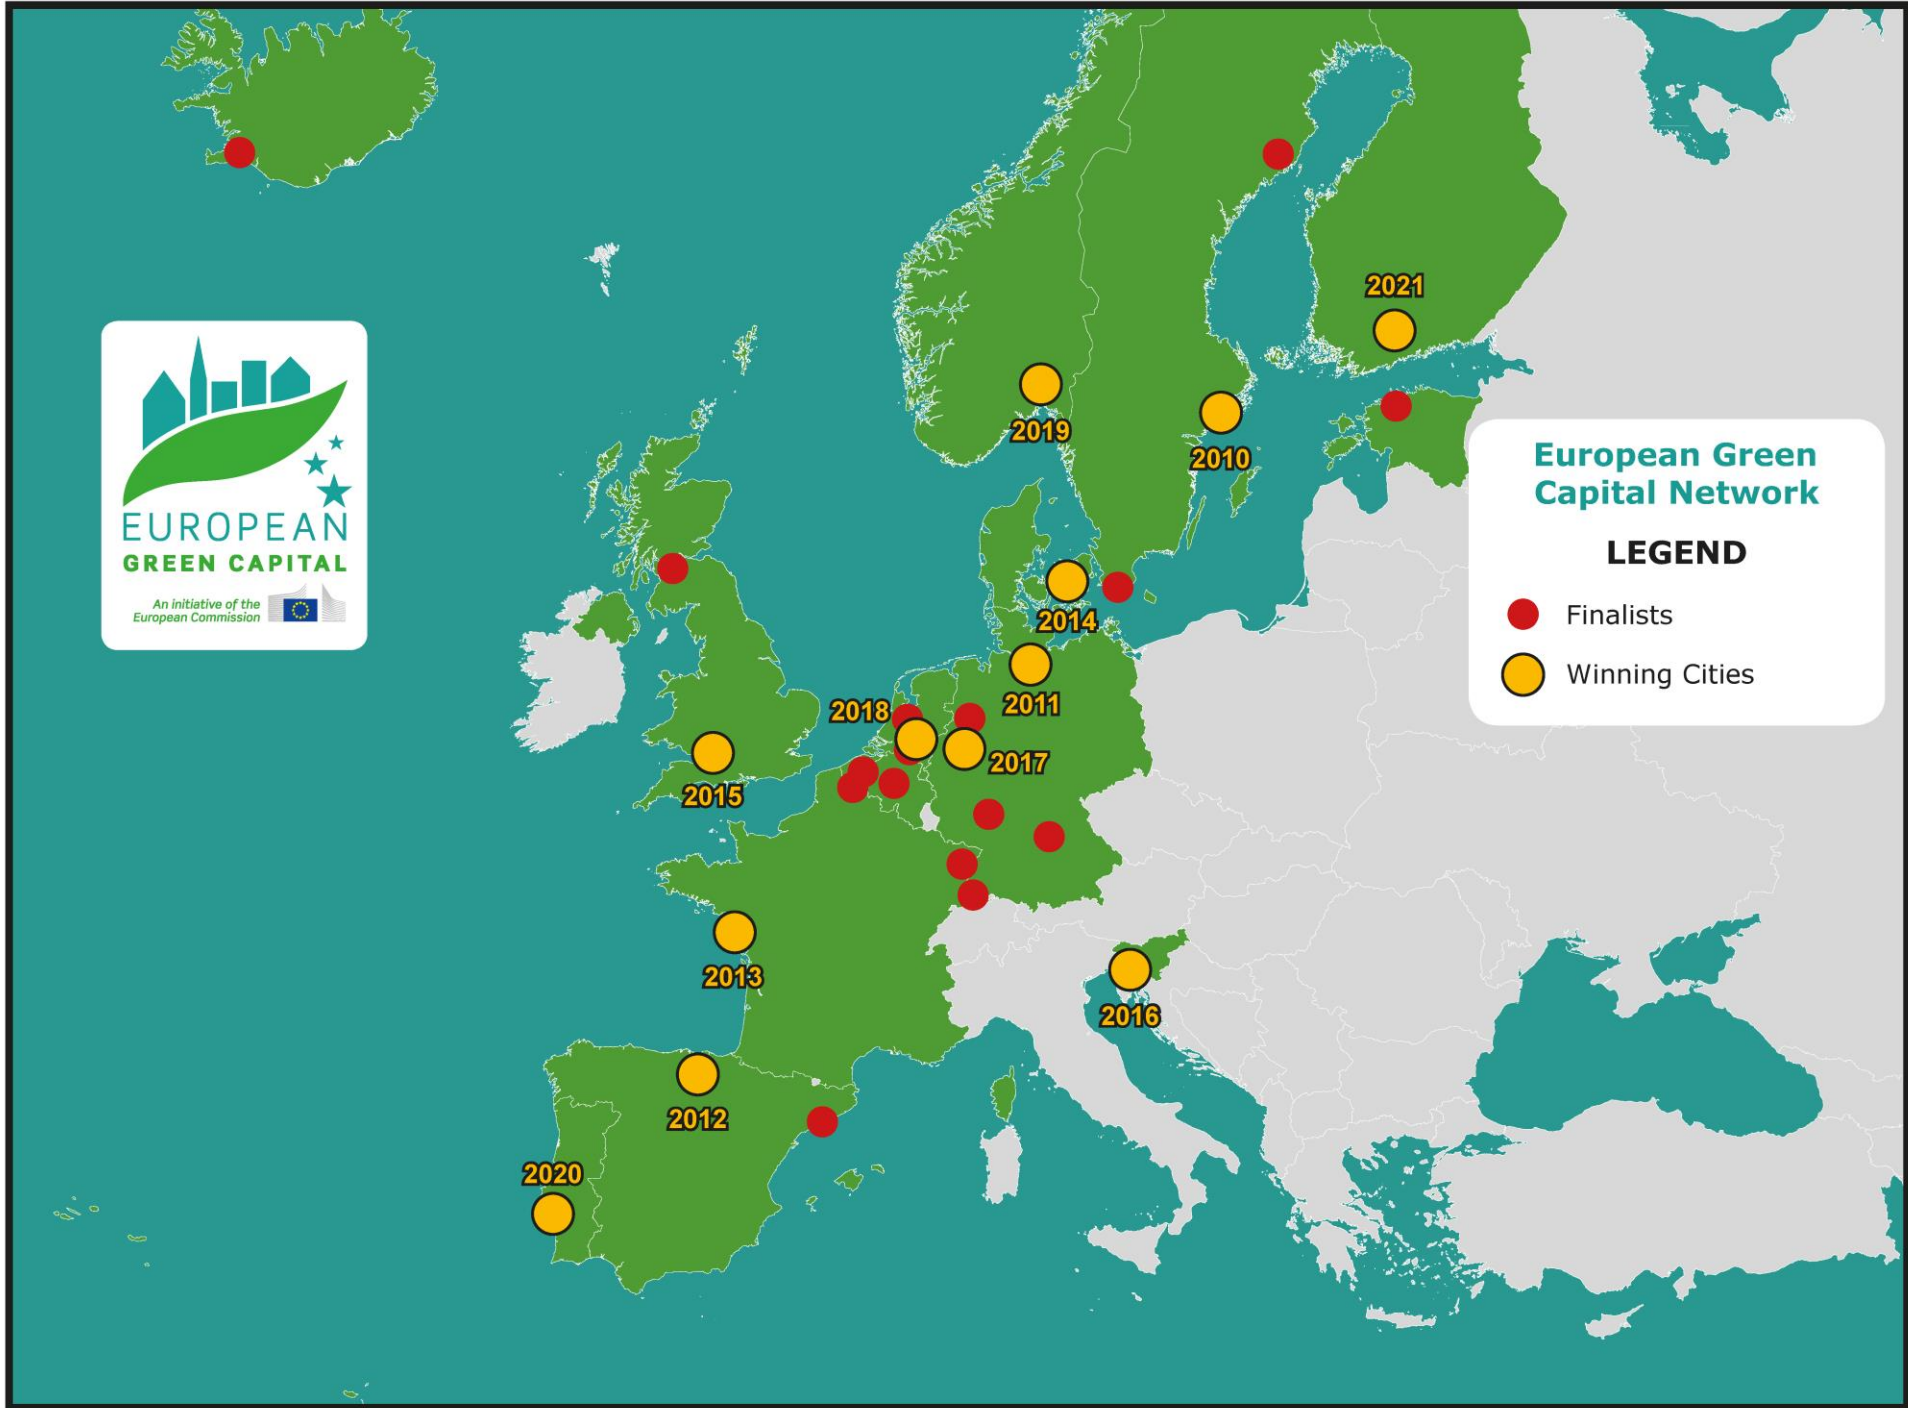 2021
2019
2010
EUROPEAN
GREEN CAPITAL
An initiative of the
European Commission
European Green
Capital Network
LEGEND
Finalists
Winning Cities
2014
2011
2018
2017
2015
2013
2016
2012
2020